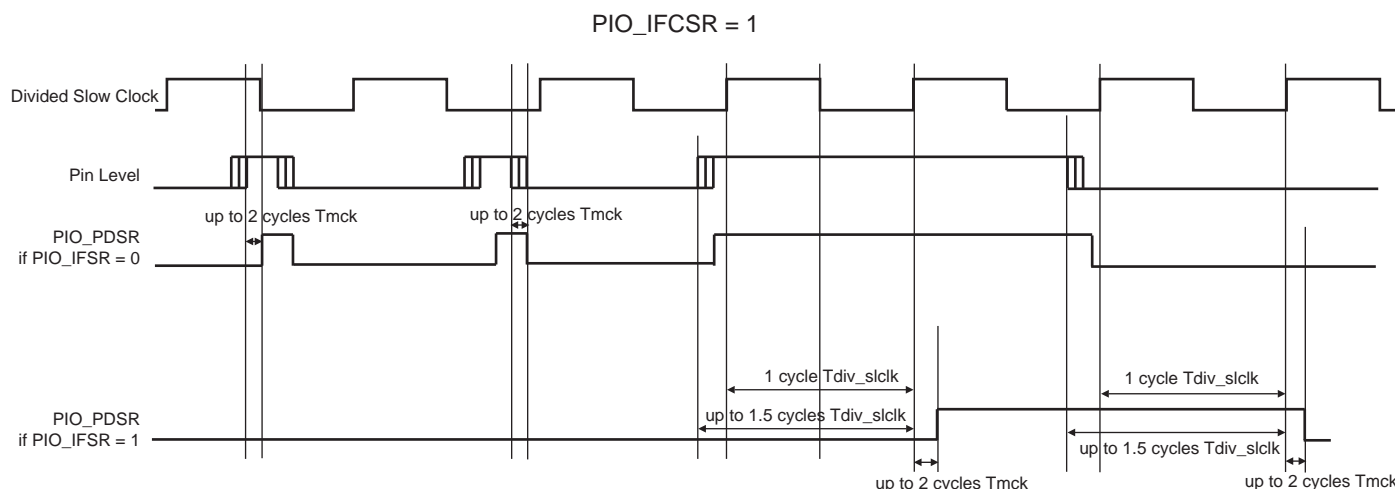 PIO_IFCSR = 1
Divided Slow Clock
Pin Level
up to 2 cycles Tmck
up to 2 cycles Tmck
PIO_PDSR
if PIO_IFSR = 0
1 cycle Tdiv_slclk
1 cycle Tdiv_slclk
PIO_PDSR
if PIO_IFSR = 1
up to 1.5 cycles Tdiv_slclk
up to 1.5 cycles Tdiv_slclk
up to 2 cycles Tmck
up to 2 cycles Tmck